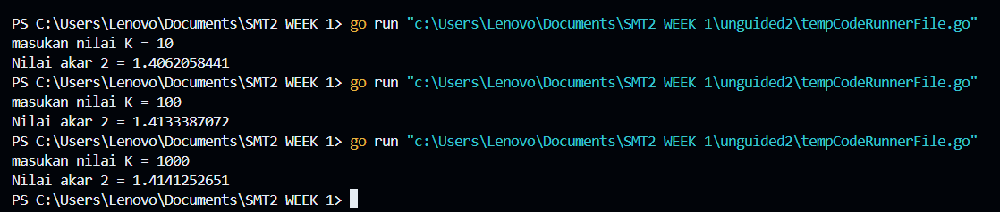 PS C:\Users\Lenovo\Documents\SMT2 WEEK 1> go run "c:\Users\Lenovo\Documents\SMT2 WEEK 1\unguided2\tempCodeRunnerFile.go"
masukan nilai K = 10
Nilai akar 2 = 1.4062058441
PS C:\Users\Lenovo\Documents\SMT2 WEEK 1> go run "c:\Users\Lenovo\Documents\SMT2 WEEK 1\unguided2\tempCodeRunnerFile.go"
masukan nilai K = 100
Nilai akar 2 = 1.4133387072
PS C:\Users\Lenovo\Documents\SMT2 WEEK 1> go run "c:\Users\Lenovo\Documents\SMT2 WEEK 1\unguided2\tempCodeRunnerFile.go"
masukan nilai K = 1000
Nilai akar 2 = 1.4141252651
PS C:\Users\Lenovo\Documents\SMT2 WEEK 1>